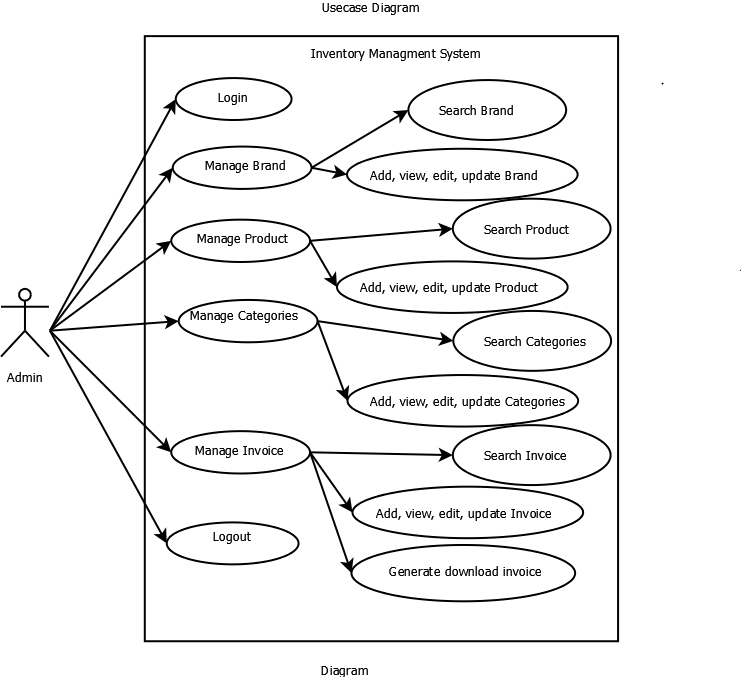 Usecase Diagram
Inventory Managment System
Login
Search Brand
Manage Brand
Add, view, edit, update Brand
Manage Product
Search Product
Add, view, edit, update Product
Manage Categories
Search Categories
Admin
Add, view, edit, update Categories
Manage Invoice
Search Invoice
Add, view, edit, update Invoice
Logout
Generate download invoice
Diagram